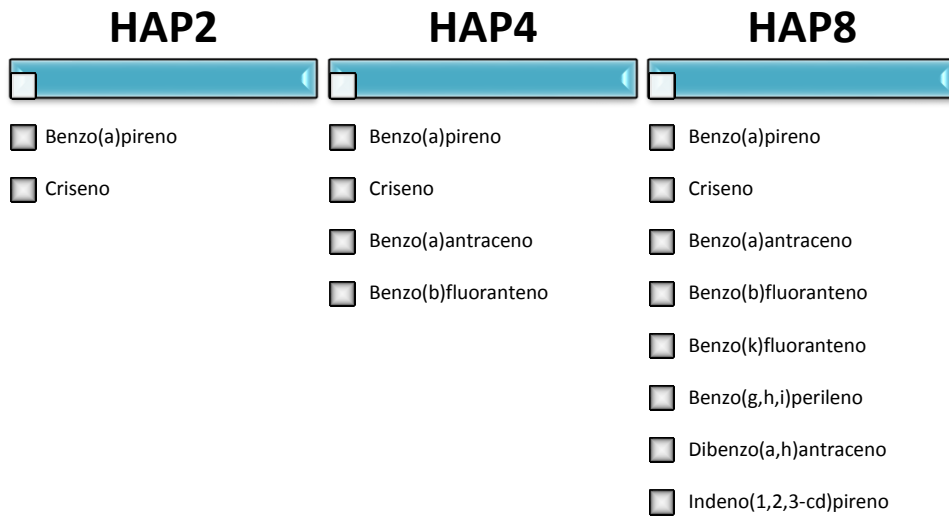 HAP2
Benzo(a)pireno
Criseno
HAP4
Benzo(a)pireno
Criseno
Benzo(a)antraceno
Benzo(b)fluoranteno
HAP8
Benzo(a)pireno
Criseno
Benzo(a)antraceno
Benzo(b)fluoranteno
Benzo(k)fluoranteno
Benzo(g,h,i)perileno
Dibenzo(a,h)antraceno
Indeno(1,2,3-cd)pireno